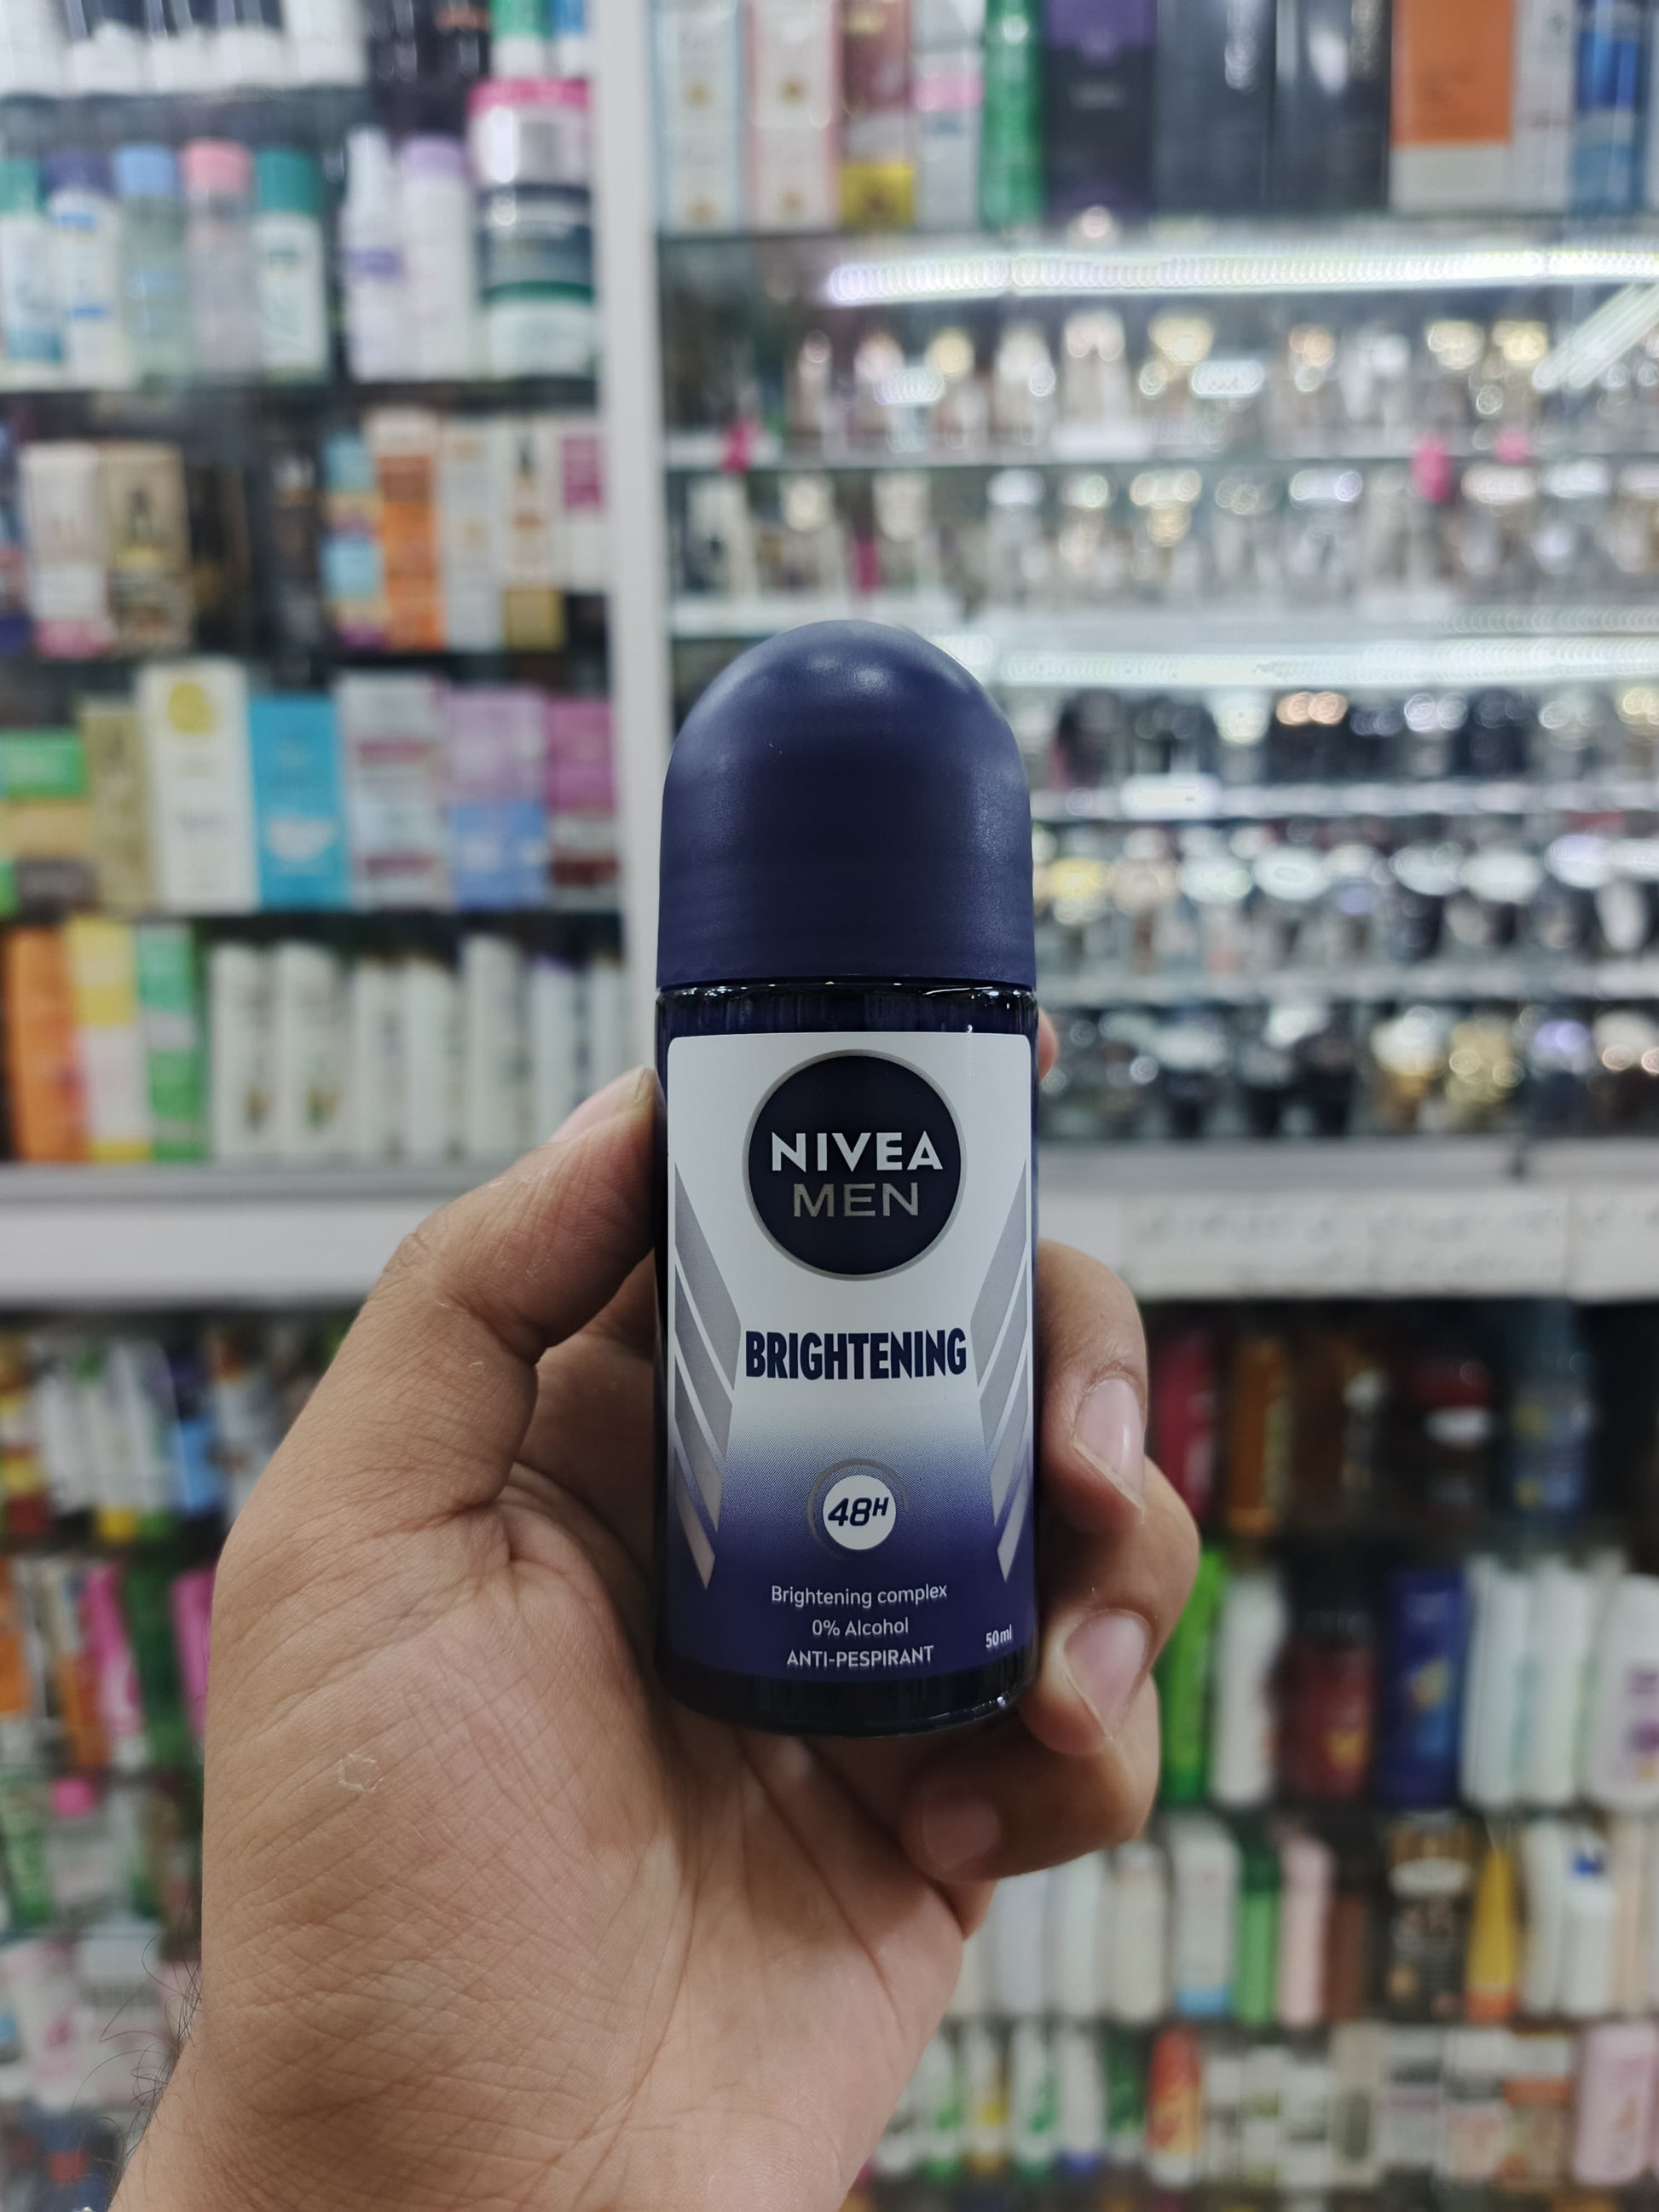 NIVEA
MEN
BRIGHTENING
48H
Brightening complex
0% Alcohol
ANTI-PESPIRANT
50ml